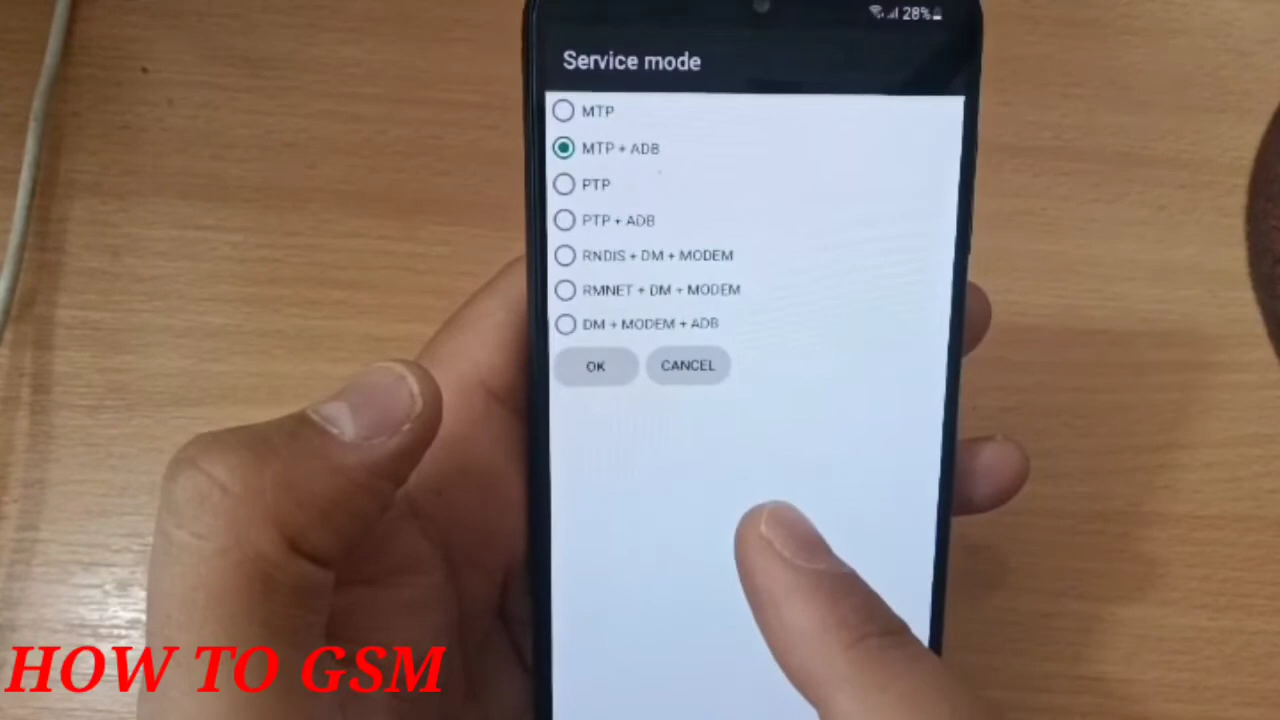 28%
Service mode
MTP
MTP + ADB
PTP
PTP + ADB
RNDIS + DM + MODEM
RMNET + DM + MODEM
DM + MODEM + ADB
OK CANCEL
HOW TO GSM